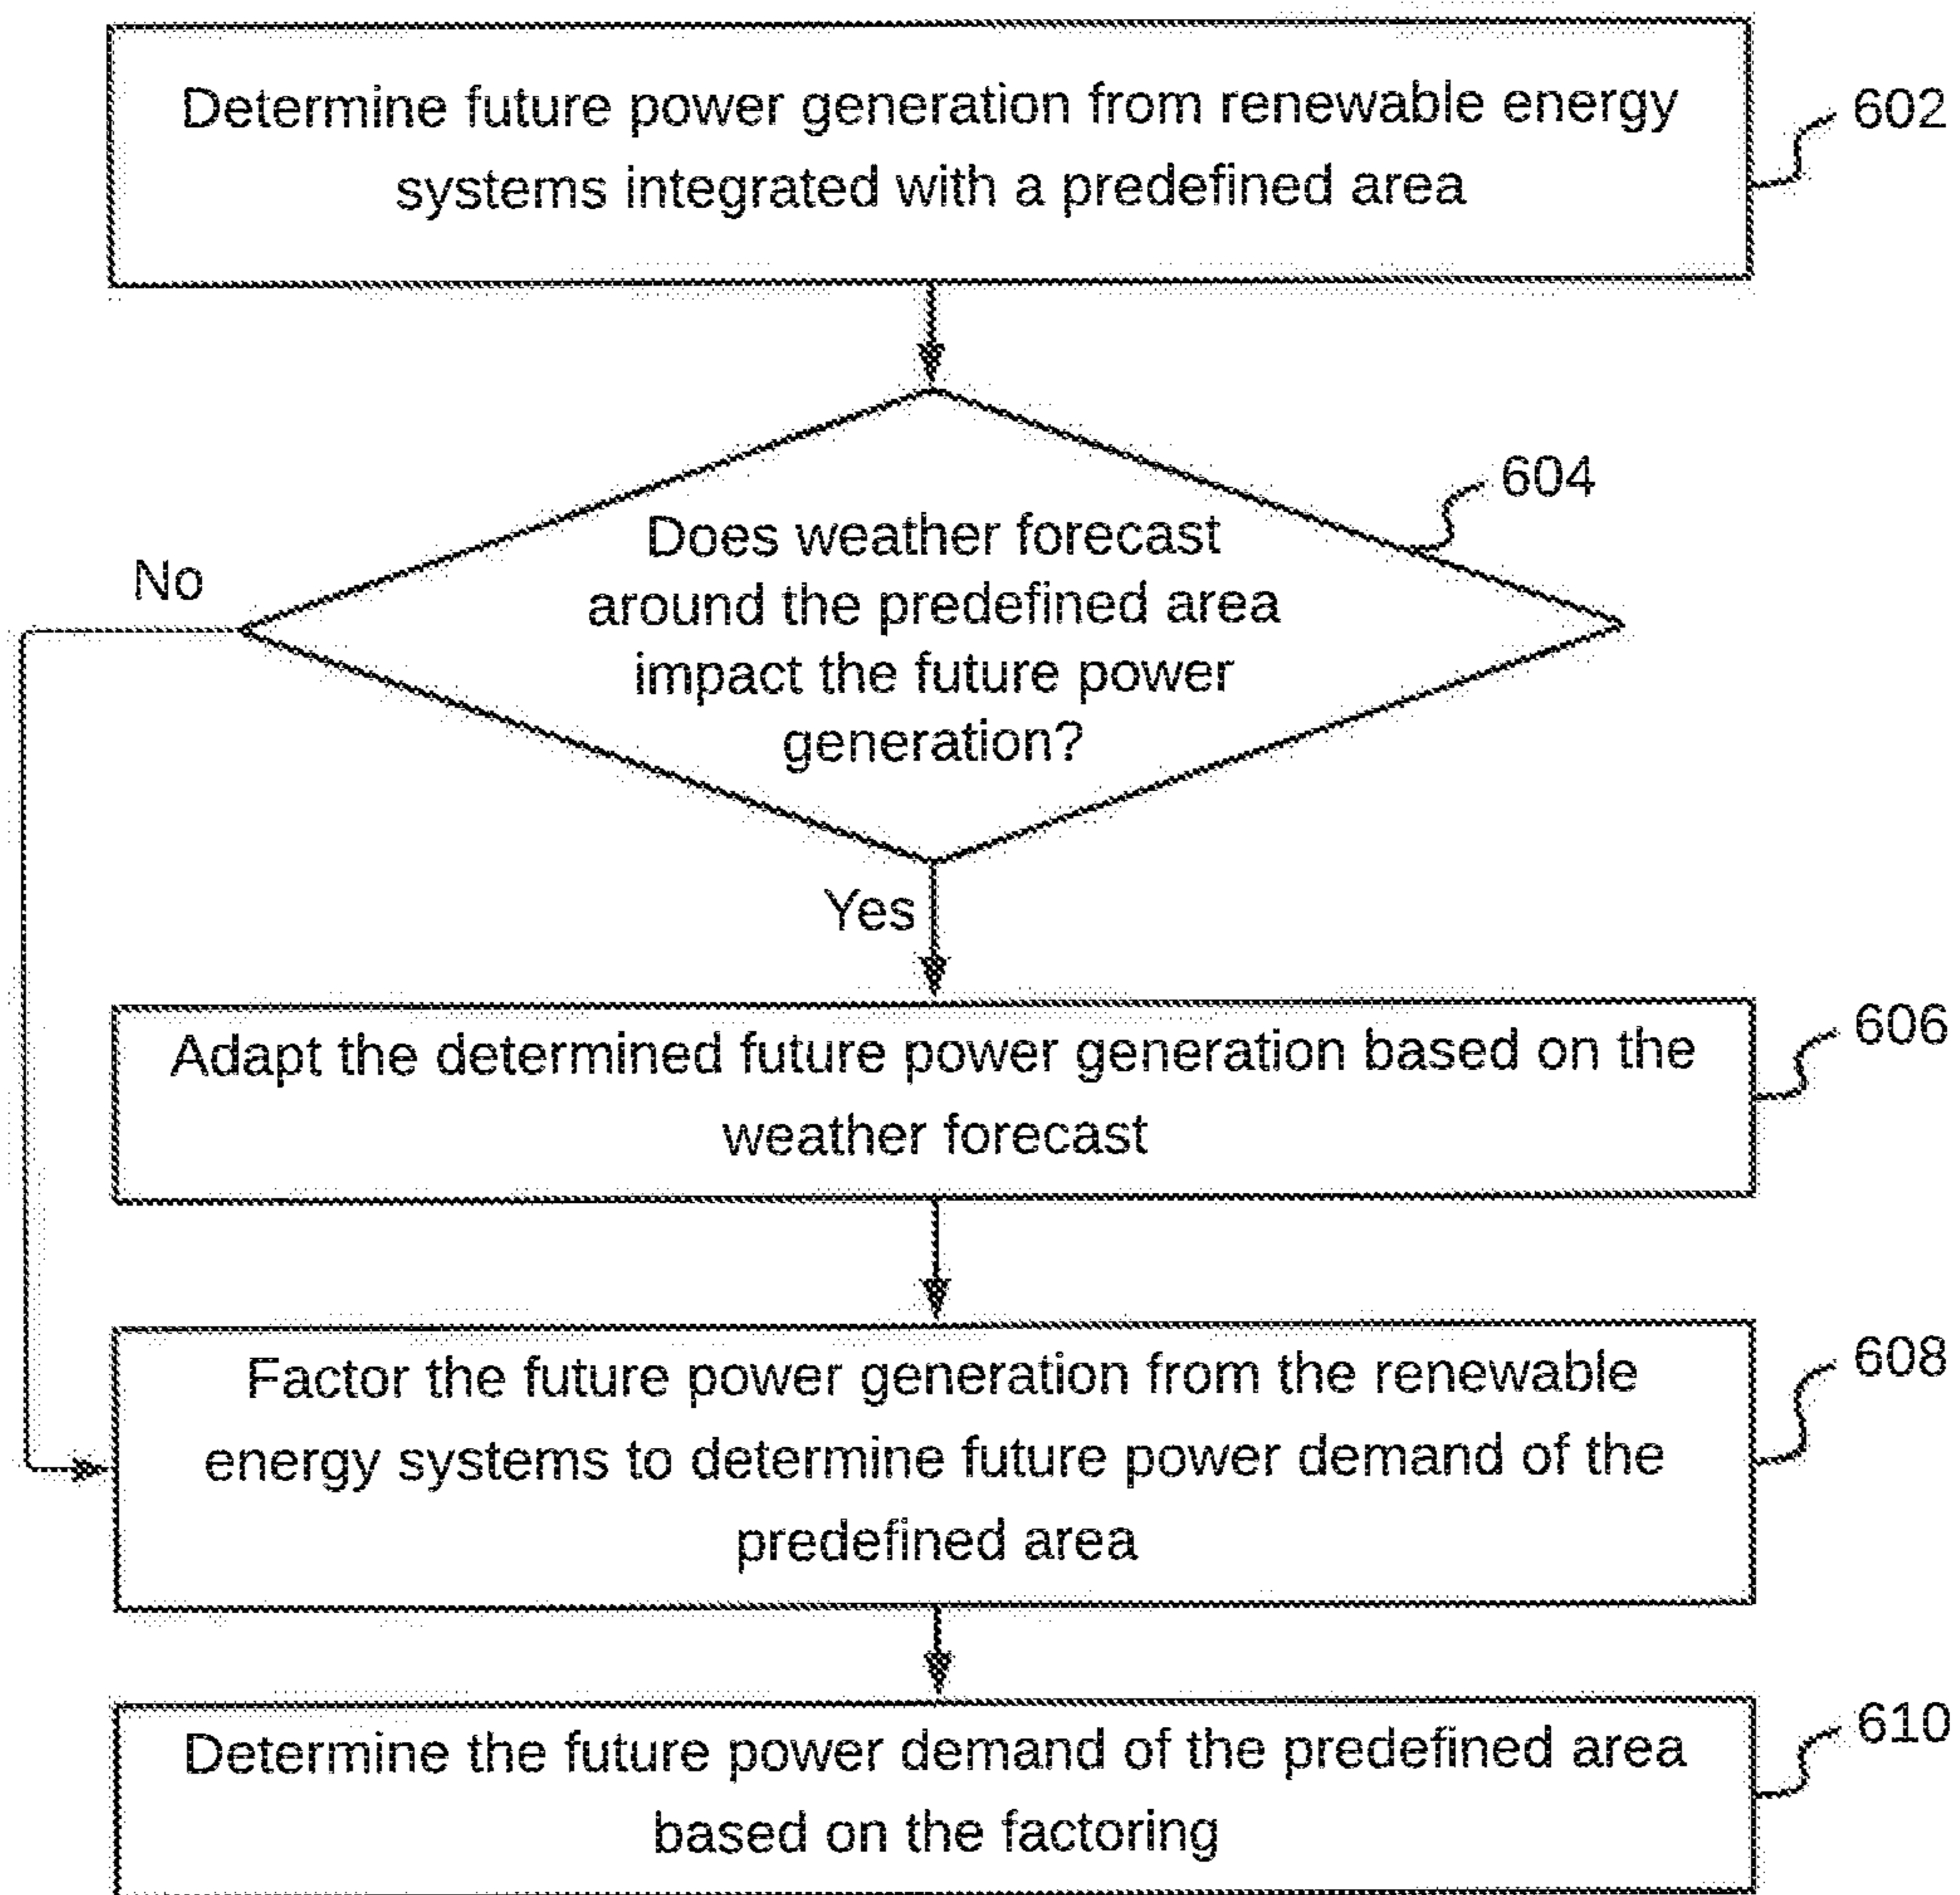 Determine future power generation from renewable energy
systems integrated with a predefined area
602
604
Does weather forecast
around the predefined area
impact the future power
generation?
No
Yes
Adapt the determined future power generation based on the
weather forecast
606
Factor the future power generation from the renewable
energy systems to determine future power demand of the
predefined area
608
Determine the future power demand of the predefined area
based on the factoring
610